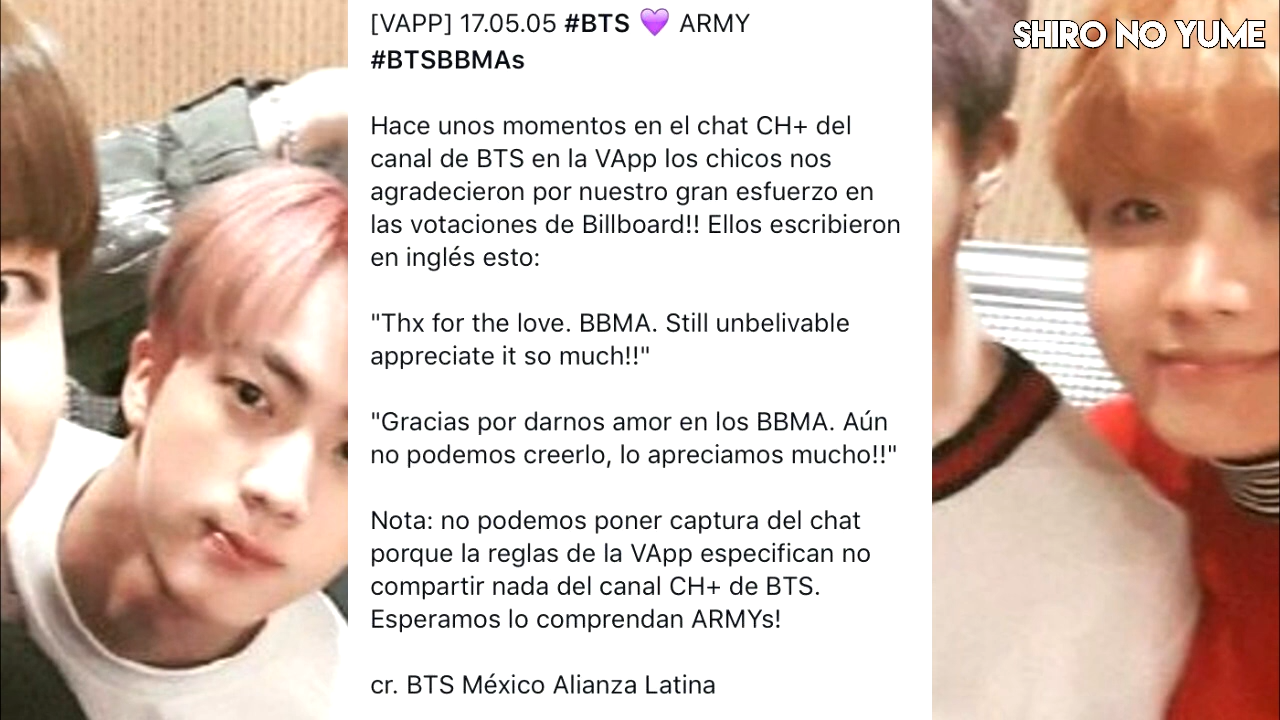 [VAPP] 17.05.05 #BTS 💜 ARMY
#BTSBBMAs
Hace unos momentos en el chat CH+ del
canal de BTS en la VApp los chicos nos
agradecieron por nuestro gran esfuerzo en
las votaciones de Billboard!! Ellos escribieron
en inglés esto:
"Thx for the love. BBMA. Still unbelivable
appreciate it so much!!"
"Gracias por darnos amor en los BBMA. Aún
no podemos creerlo, lo apreciamos mucho!!"
Nota: no podemos poner captura del chat
porque la reglas de la VApp especifican no
compartir nada del canal CH+ de BTS.
Esperamos lo comprendan ARMYs!
cr. BTS México Alianza Latina
SHIRO NO YUME